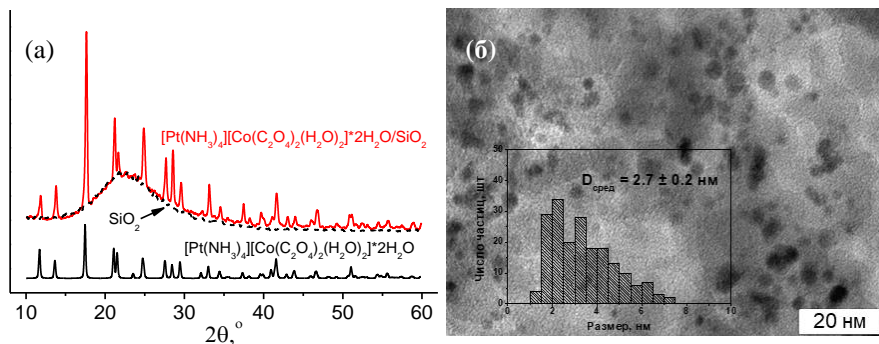 (а)
[Pt(NH₃)₄][Co(C₂O₄)₂(H₂O)₂]*2H₂O/SiO₂
SiO₂
[Pt(NH₃)₄][Co(C₂O₄)₂(H₂O)₂]*2H₂O
10 20 30 40 50 60
2θ,°
(б)
50
40
30
20
10
0
Число частиц, шт
Dсред = 2.7 ± 0.2 нм
0 2 4 6 8 10
Размер, нм
20 нм